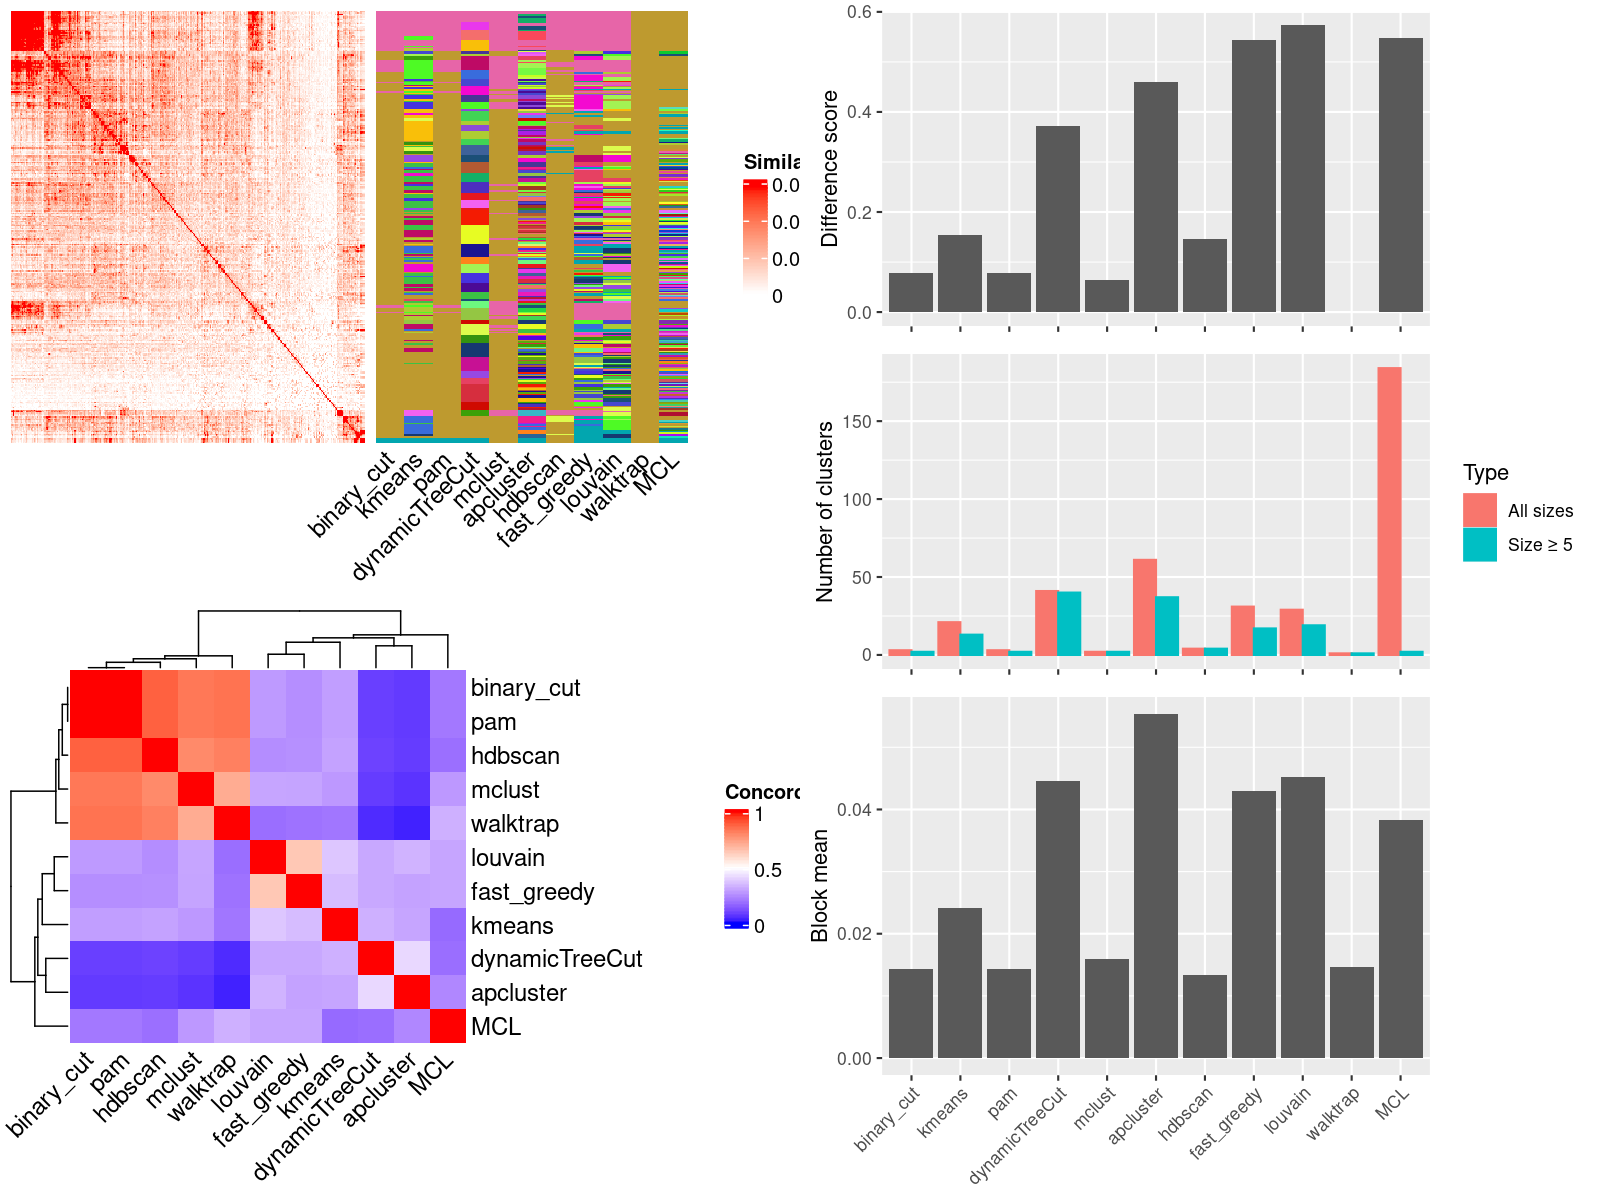 Simila
0.0
0.0
0.0
0
binary_cut
kmeans
pam
dynamicTreeCut
mclust
apcluster
hdbscan
fast_greedy
louvain
walktrap
MCL
binary_cut
pam
hdbscan
mclust
walktrap
louvain
fast_greedy
kmeans
dynamicTreeCut
apcluster
MCL
binary_cut
pam
hdbscan
mclust
walktrap
louvain
fast_greedy
kmeans
dynamicTreeCut
apcluster
MCL
Concord
1
0.5
0
Difference score
0.6
0.4
0.2
0.0
Number of clusters
150
100
50
0
Type
All sizes
Size ≥ 5
Block mean
0.04
0.02
0.00
binary_cut
kmeans
pam
dynamicTreeCut
mclust
apcluster
hdbscan
fast_greedy
louvain
walktrap
MCL